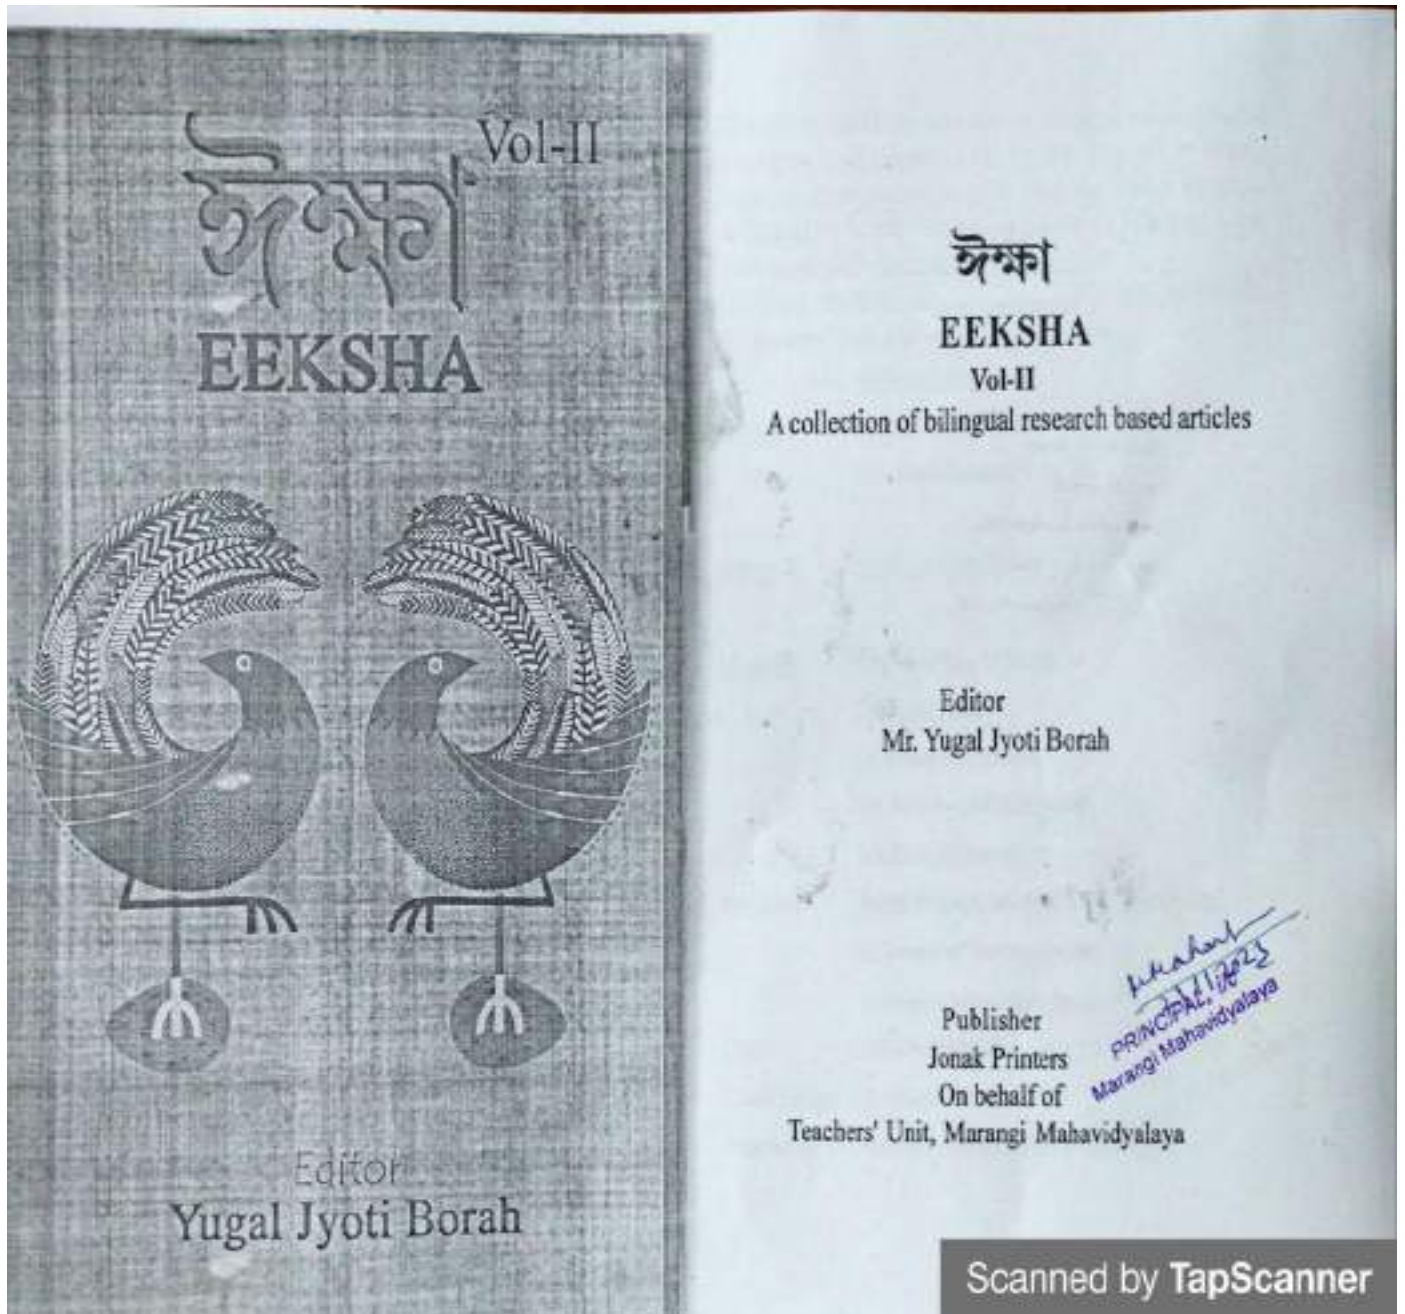 Vol-II
ঈক্ষা
EEKSHA
Editor
Yugal Jyoti Borah
ঈক্ষা
EEKSHA
Vol-II
A collection of bilingual research based articles
Editor
Mr. Yugal Jyoti Borah
Publisher
Jonak Printers
On behalf of
Teachers' Unit, Marangi Mahavidyalaya
PRINCIPAL, i/c
Marangi Mahavidyalaya
Scanned by TapScanner